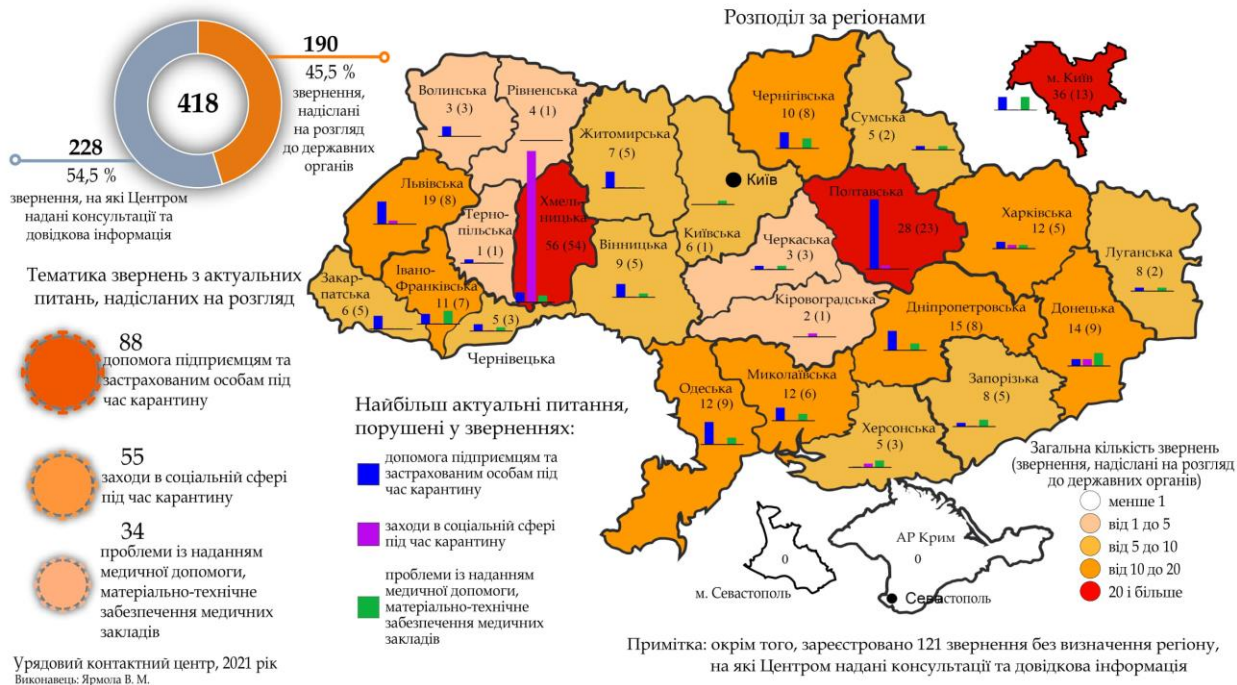 Розподіл за регіонами
190
45,5 %
звернення,
надіслані
на розгляд
до державних
органів
418
228
54,5 %
звернення, на які Центром
надані консультації та
довідкова інформація
Тематика звернень з актуальних
питань, надісланих на розгляд
88
допомога підприємцям та
застрахованим особам під
час карантину
55
заходи в соціальній сфері
під час карантину
34
проблеми із наданням
медичної допомоги,
матеріально-технічне
забезпечення медичних
закладів
Урядовий контактний центр, 2021 рік
Виконавець: Ярмола В. М.
Волинська
3 (3)
Рівненська
4 (1)
Житомирська
7 (5)
Чернігівська
10 (8)
Сумська
5 (2)
м. Київ
36 (13)
Київ
Київська
6 (1)
Львівська
19 (8)
Терно-
пільська
1 (1)
Хмель-
ницька
56 (54)
Вінницька
9 (5)
Черкаська
3 (3)
Полтавська
28 (23)
Харківська
12 (5)
Луганська
8 (2)
Закар-
патська
6 (5)
Івано-
Франківська
11 (7)
5 (3)
Чернівецька
Кіровоградська
2 (1)
Дніпропетровська
15 (8)
Донецька
14 (9)
Одеська
12 (9)
Миколаївська
12 (6)
Запорізька
8 (5)
Херсонська
5 (3)
АР Крим
0
Севастополь
0
м. Севастополь
Найбільш актуальні питання,
порушені у зверненнях:
допомога підприємцям та
застрахованим особам під
час карантину
заходи в соціальній сфері
під час карантину
проблеми із наданням
медичної допомоги,
матеріально-технічне
забезпечення медичних
закладів
Загальна кількість звернень
(звернення, надіслані на розгляд
до державних органів)
менше 1
від 1 до 5
від 5 до 10
від 10 до 20
20 і більше
Примітка: окрім того, зареєстровано 121 звернення без визначення регіону,
на які Центром надані консультації та довідкова інформація